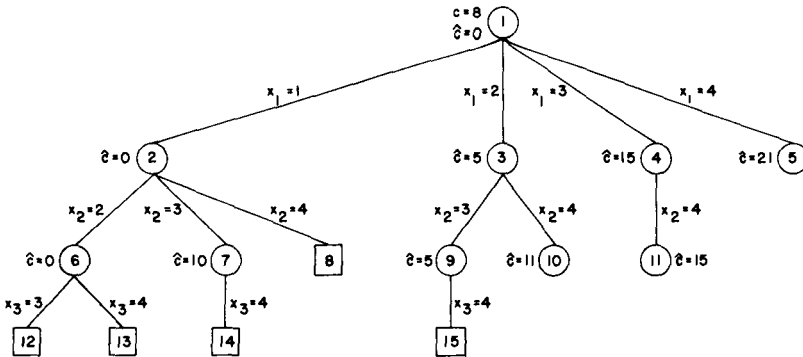 c=8
1
ĉ=0
x₁=1
x₁=2
x₁=3
x₁=4
ĉ=0 2
ĉ=5 3
ĉ=15 4
ĉ=21 5
x₂=2
x₂=3
x₂=4
x₂=3
x₂=4
x₂=4
ĉ=0 6
ĉ=10 7
8
ĉ=5 9
ĉ=11 10
11 ĉ=15
x₃=3
x₃=4
x₃=4
x₃=4
12
13
14
15